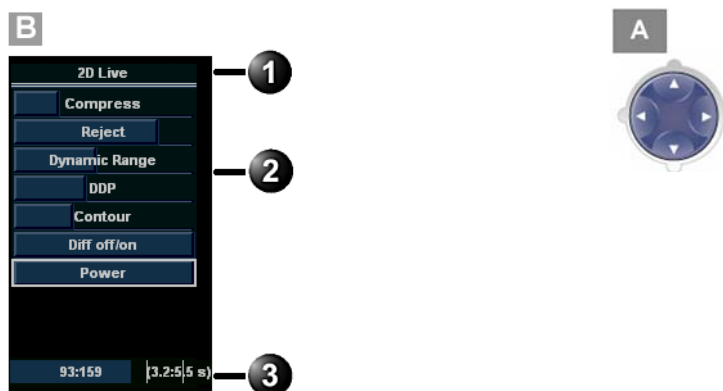 B
A
2D Live
1
Compress
Reject
Dynamic Range
2
DDP
Contour
Diff off/on
Power
93:159 (3.2:5.5 s)
3